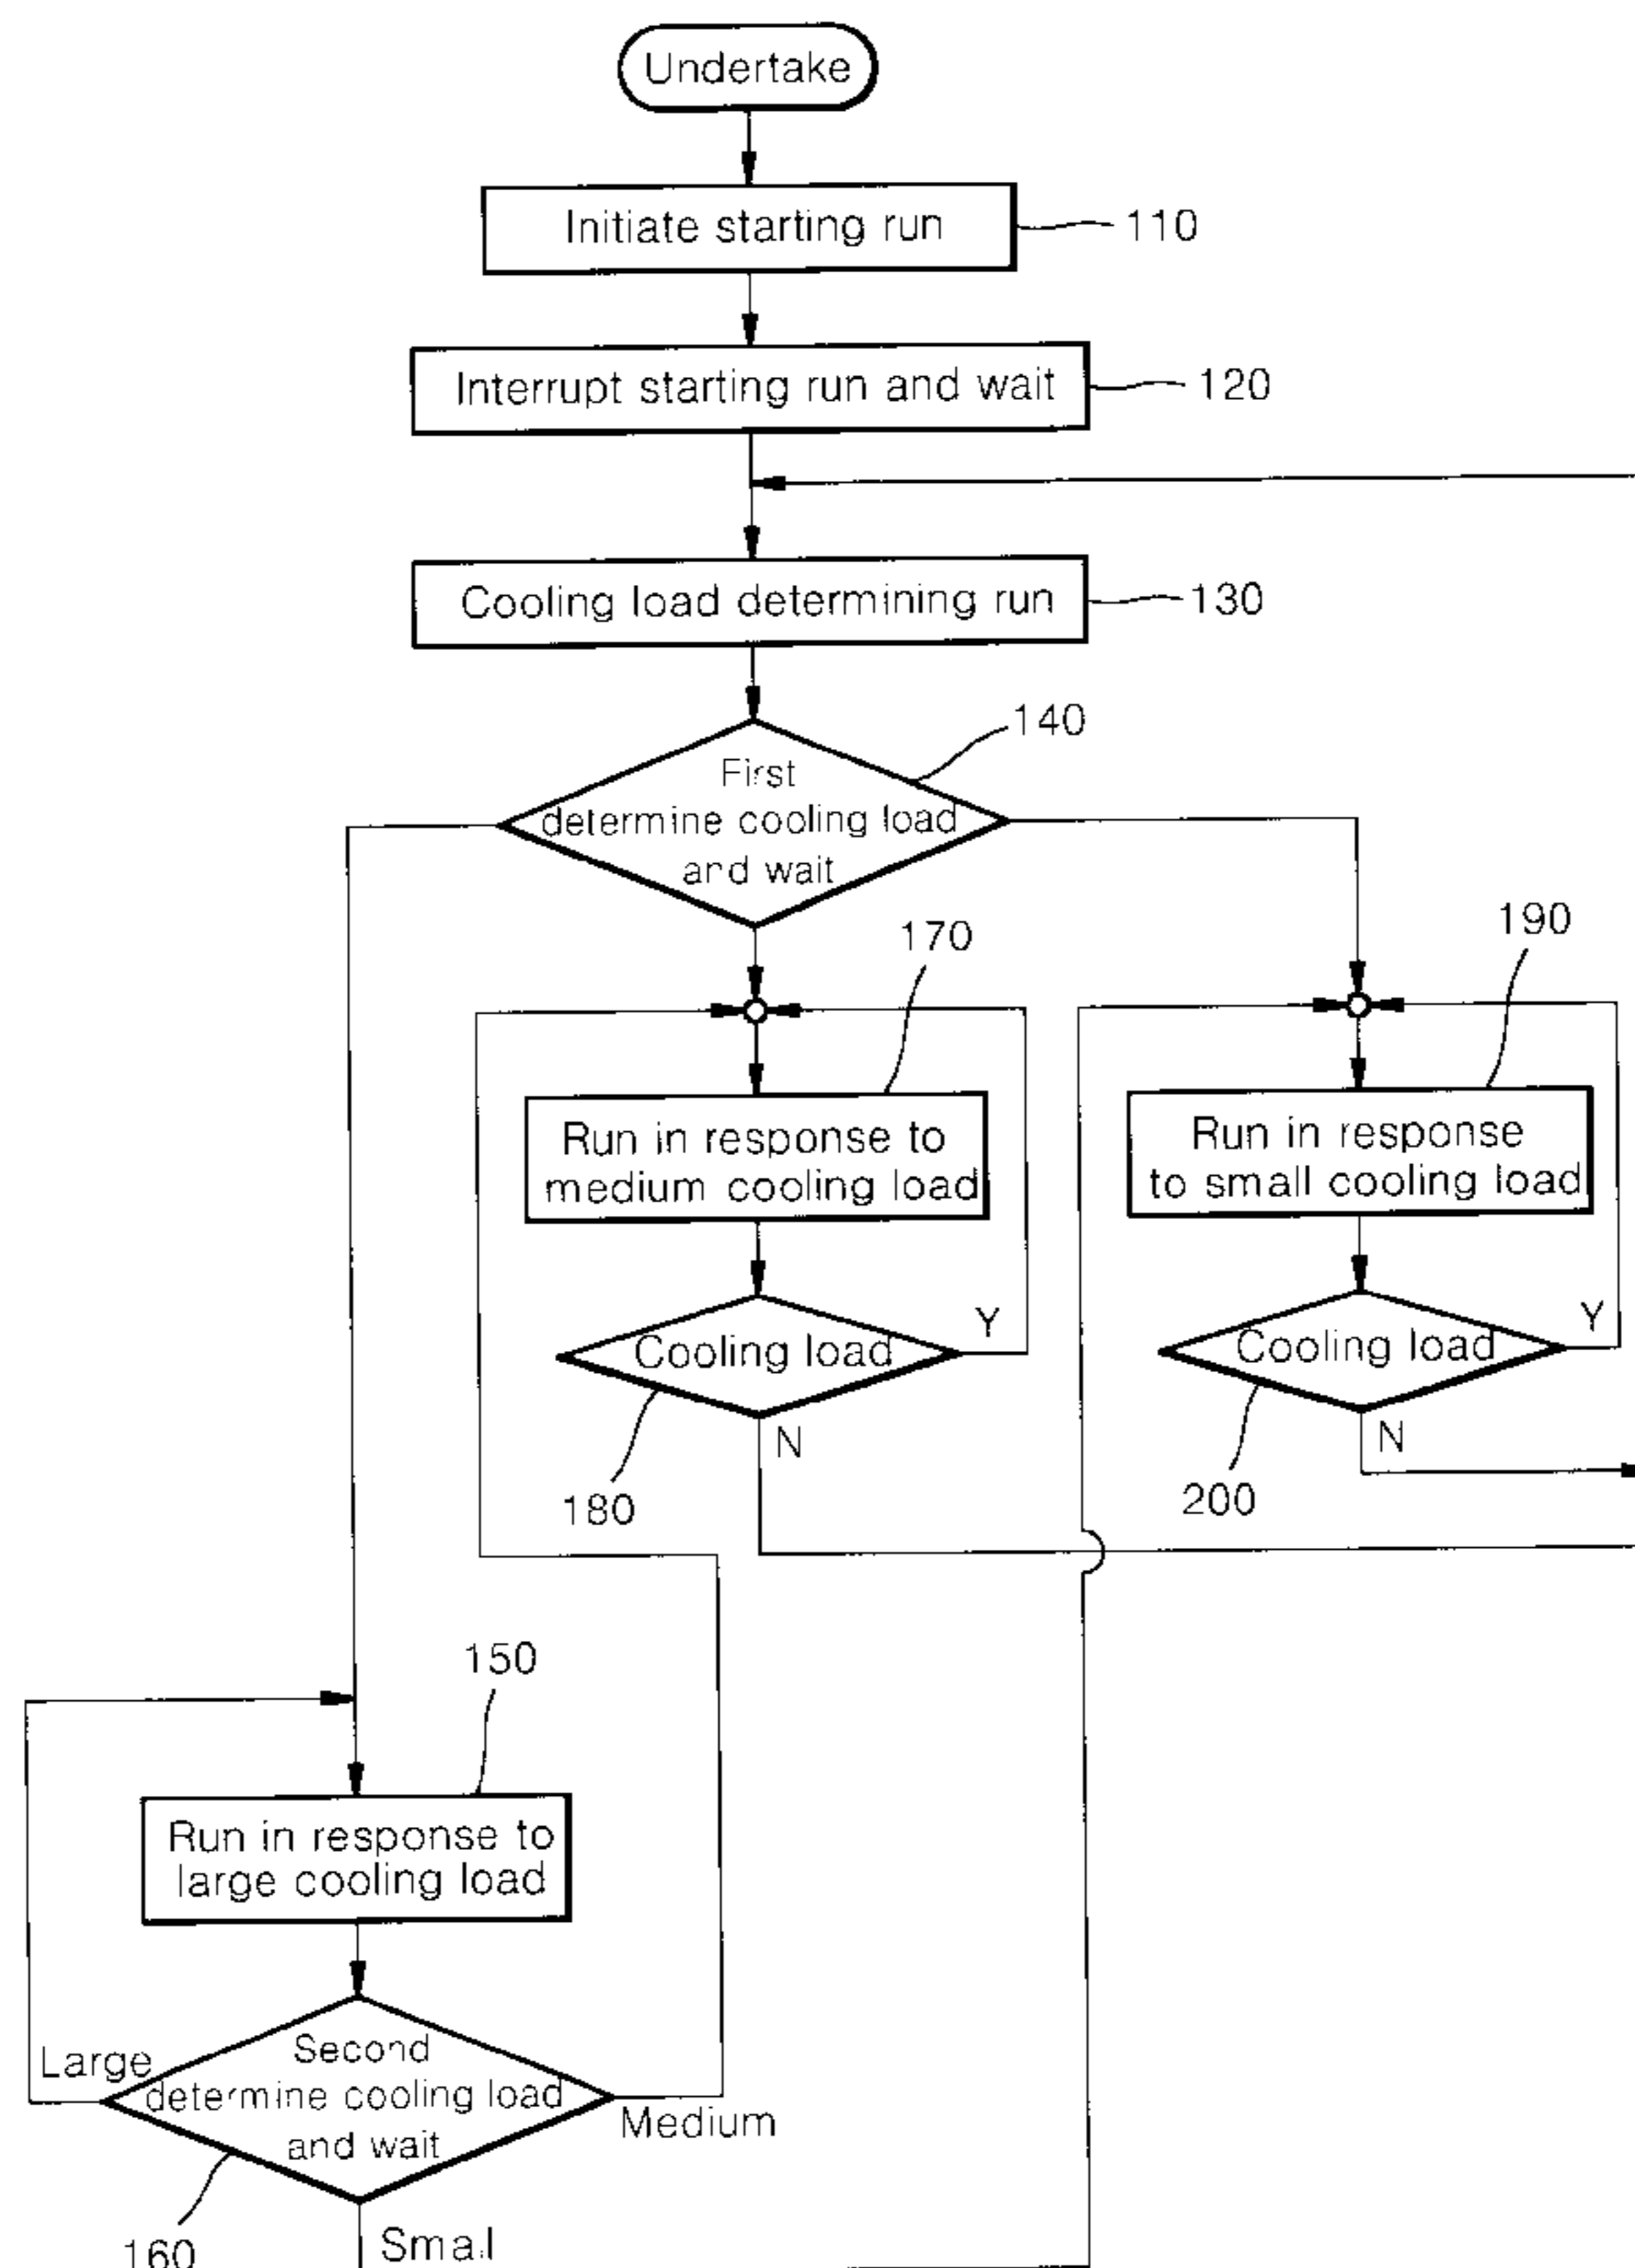 Undertake
Initiate starting run
110
Interrupt starting run and wait
120
Cooling load determining run
130
140
First
determine cooling load
and wait
170
190
Run in response to
medium cooling load
Run in response
to small cooling load
Cooling load
Y
N
180
Cooling load
Y
N
200
150
Run in response to
large cooling load
Large
Second
determine cooling load
and wait
Medium
160
Small